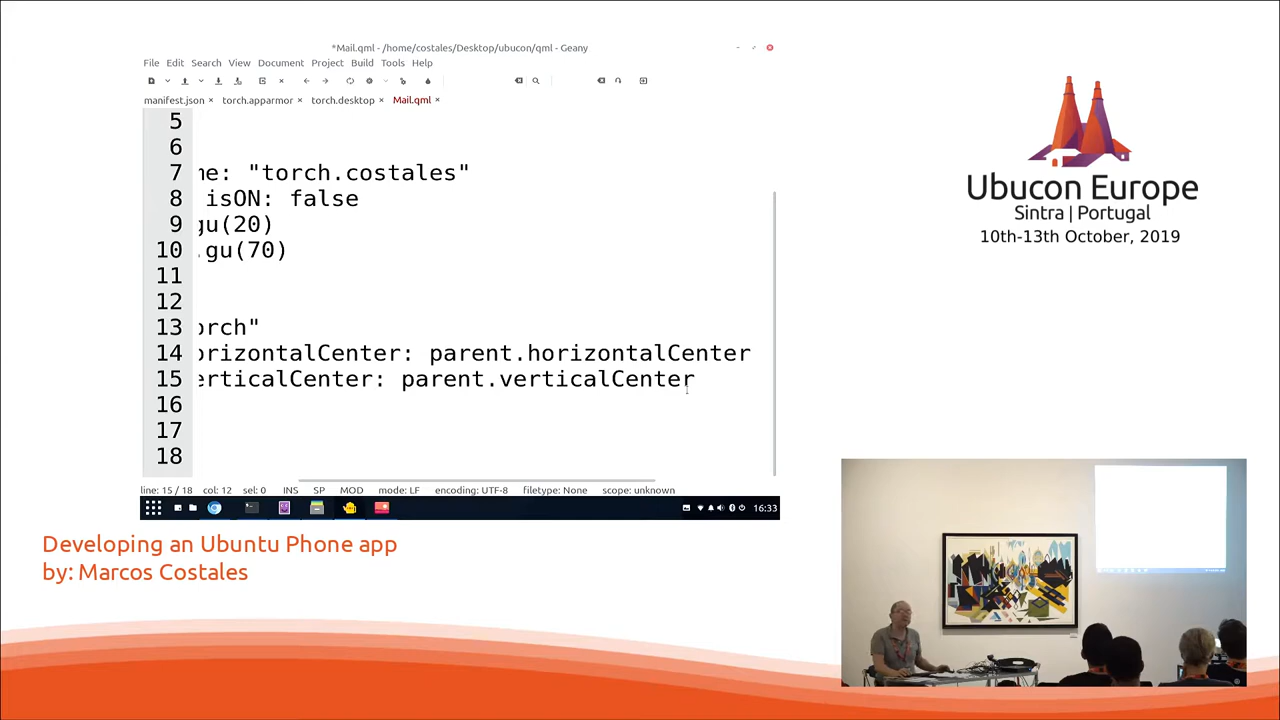 *Mail.qml - /home/costales/Desktop/ubucon/qml - Geany
File Edit Search View Document Project Build Tools Help
manifest.json × torch.apparmor × torch.desktop × Mail.qml ×
5
6
7 me: "torch.costales"
8 isON: false
9 gu(20)
10 .gu(70)
11
12
13 orch"
14 orizontalCenter: parent.horizontalCenter
15 erticalCenter: parent.verticalCenter
16
17
18
line: 15 / 18 col: 12 sel: 0 INS SP MOD mode: LF encoding: UTF-8 filetype: None scope: unknown
16:33
Ubucon Europe
Sintra | Portugal
10th-13th October, 2019
Developing an Ubuntu Phone app
by: Marcos Costales